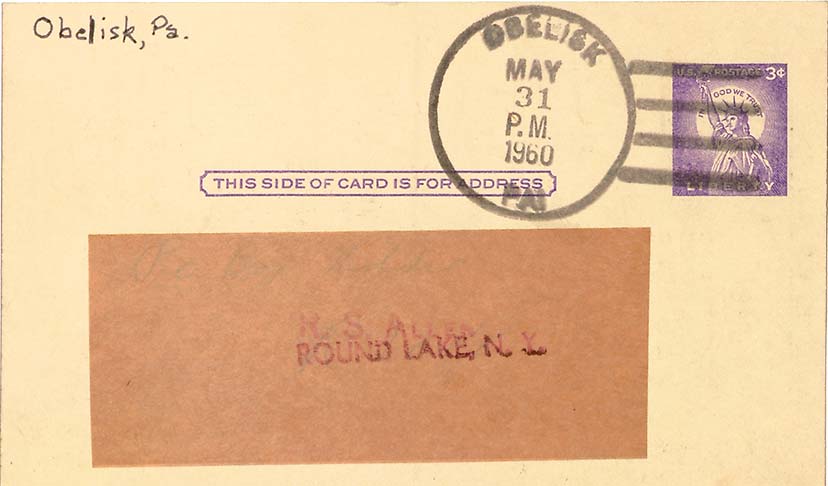 Obelisk, Pa.
OBELISK
MAY
31
P.M.
1960
PA.
U.S. POSTAGE 3¢
IN GOD WE TRUST
LIBERTY
THIS SIDE OF CARD IS FOR ADDRESS
R. S. ALLEN
ROUND LAKE, N. Y.